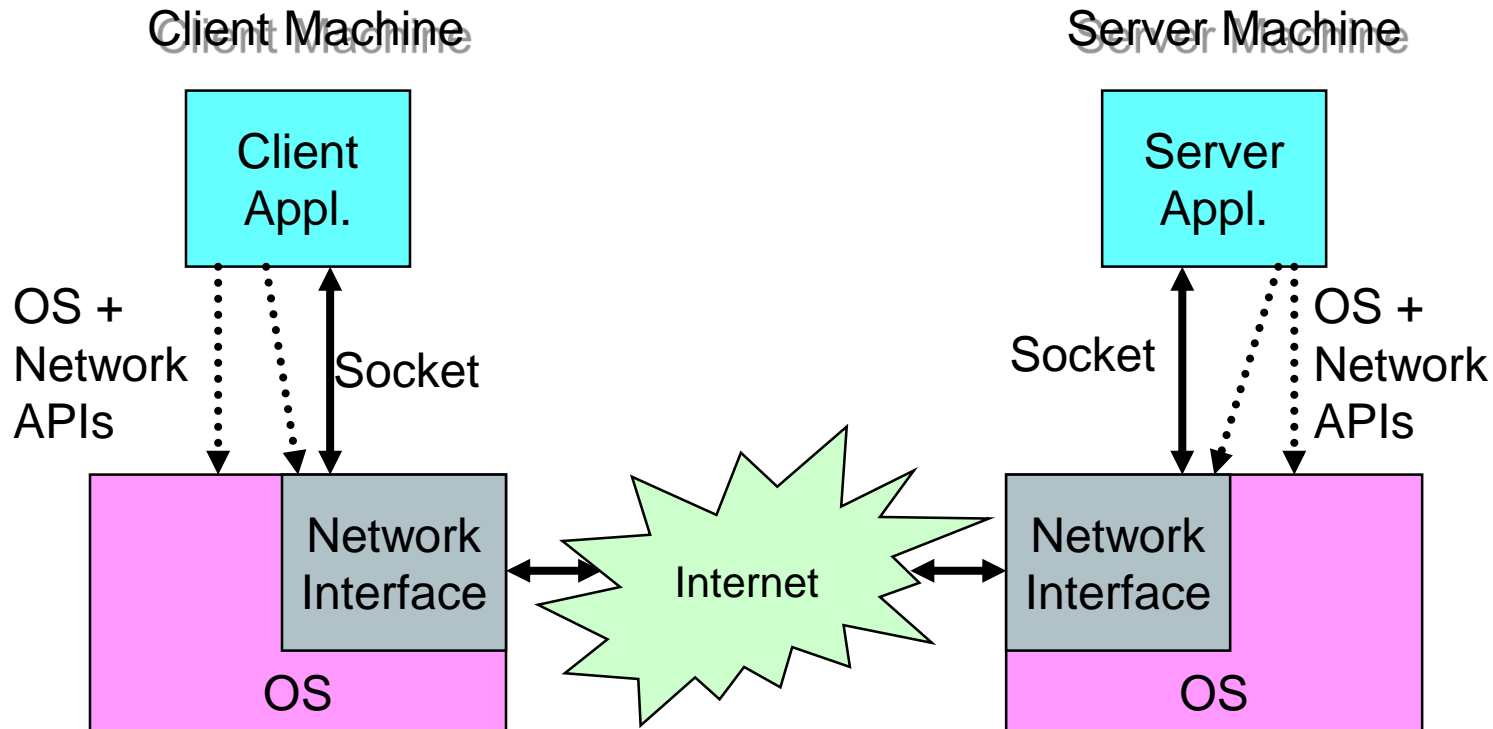 Client Machine
Server Machine
Client
Appl.
Server
Appl.
OS +
Network
APIs
Socket
Socket
OS +
Network
APIs
Network
Interface
Internet
Network
Interface
OS
OS